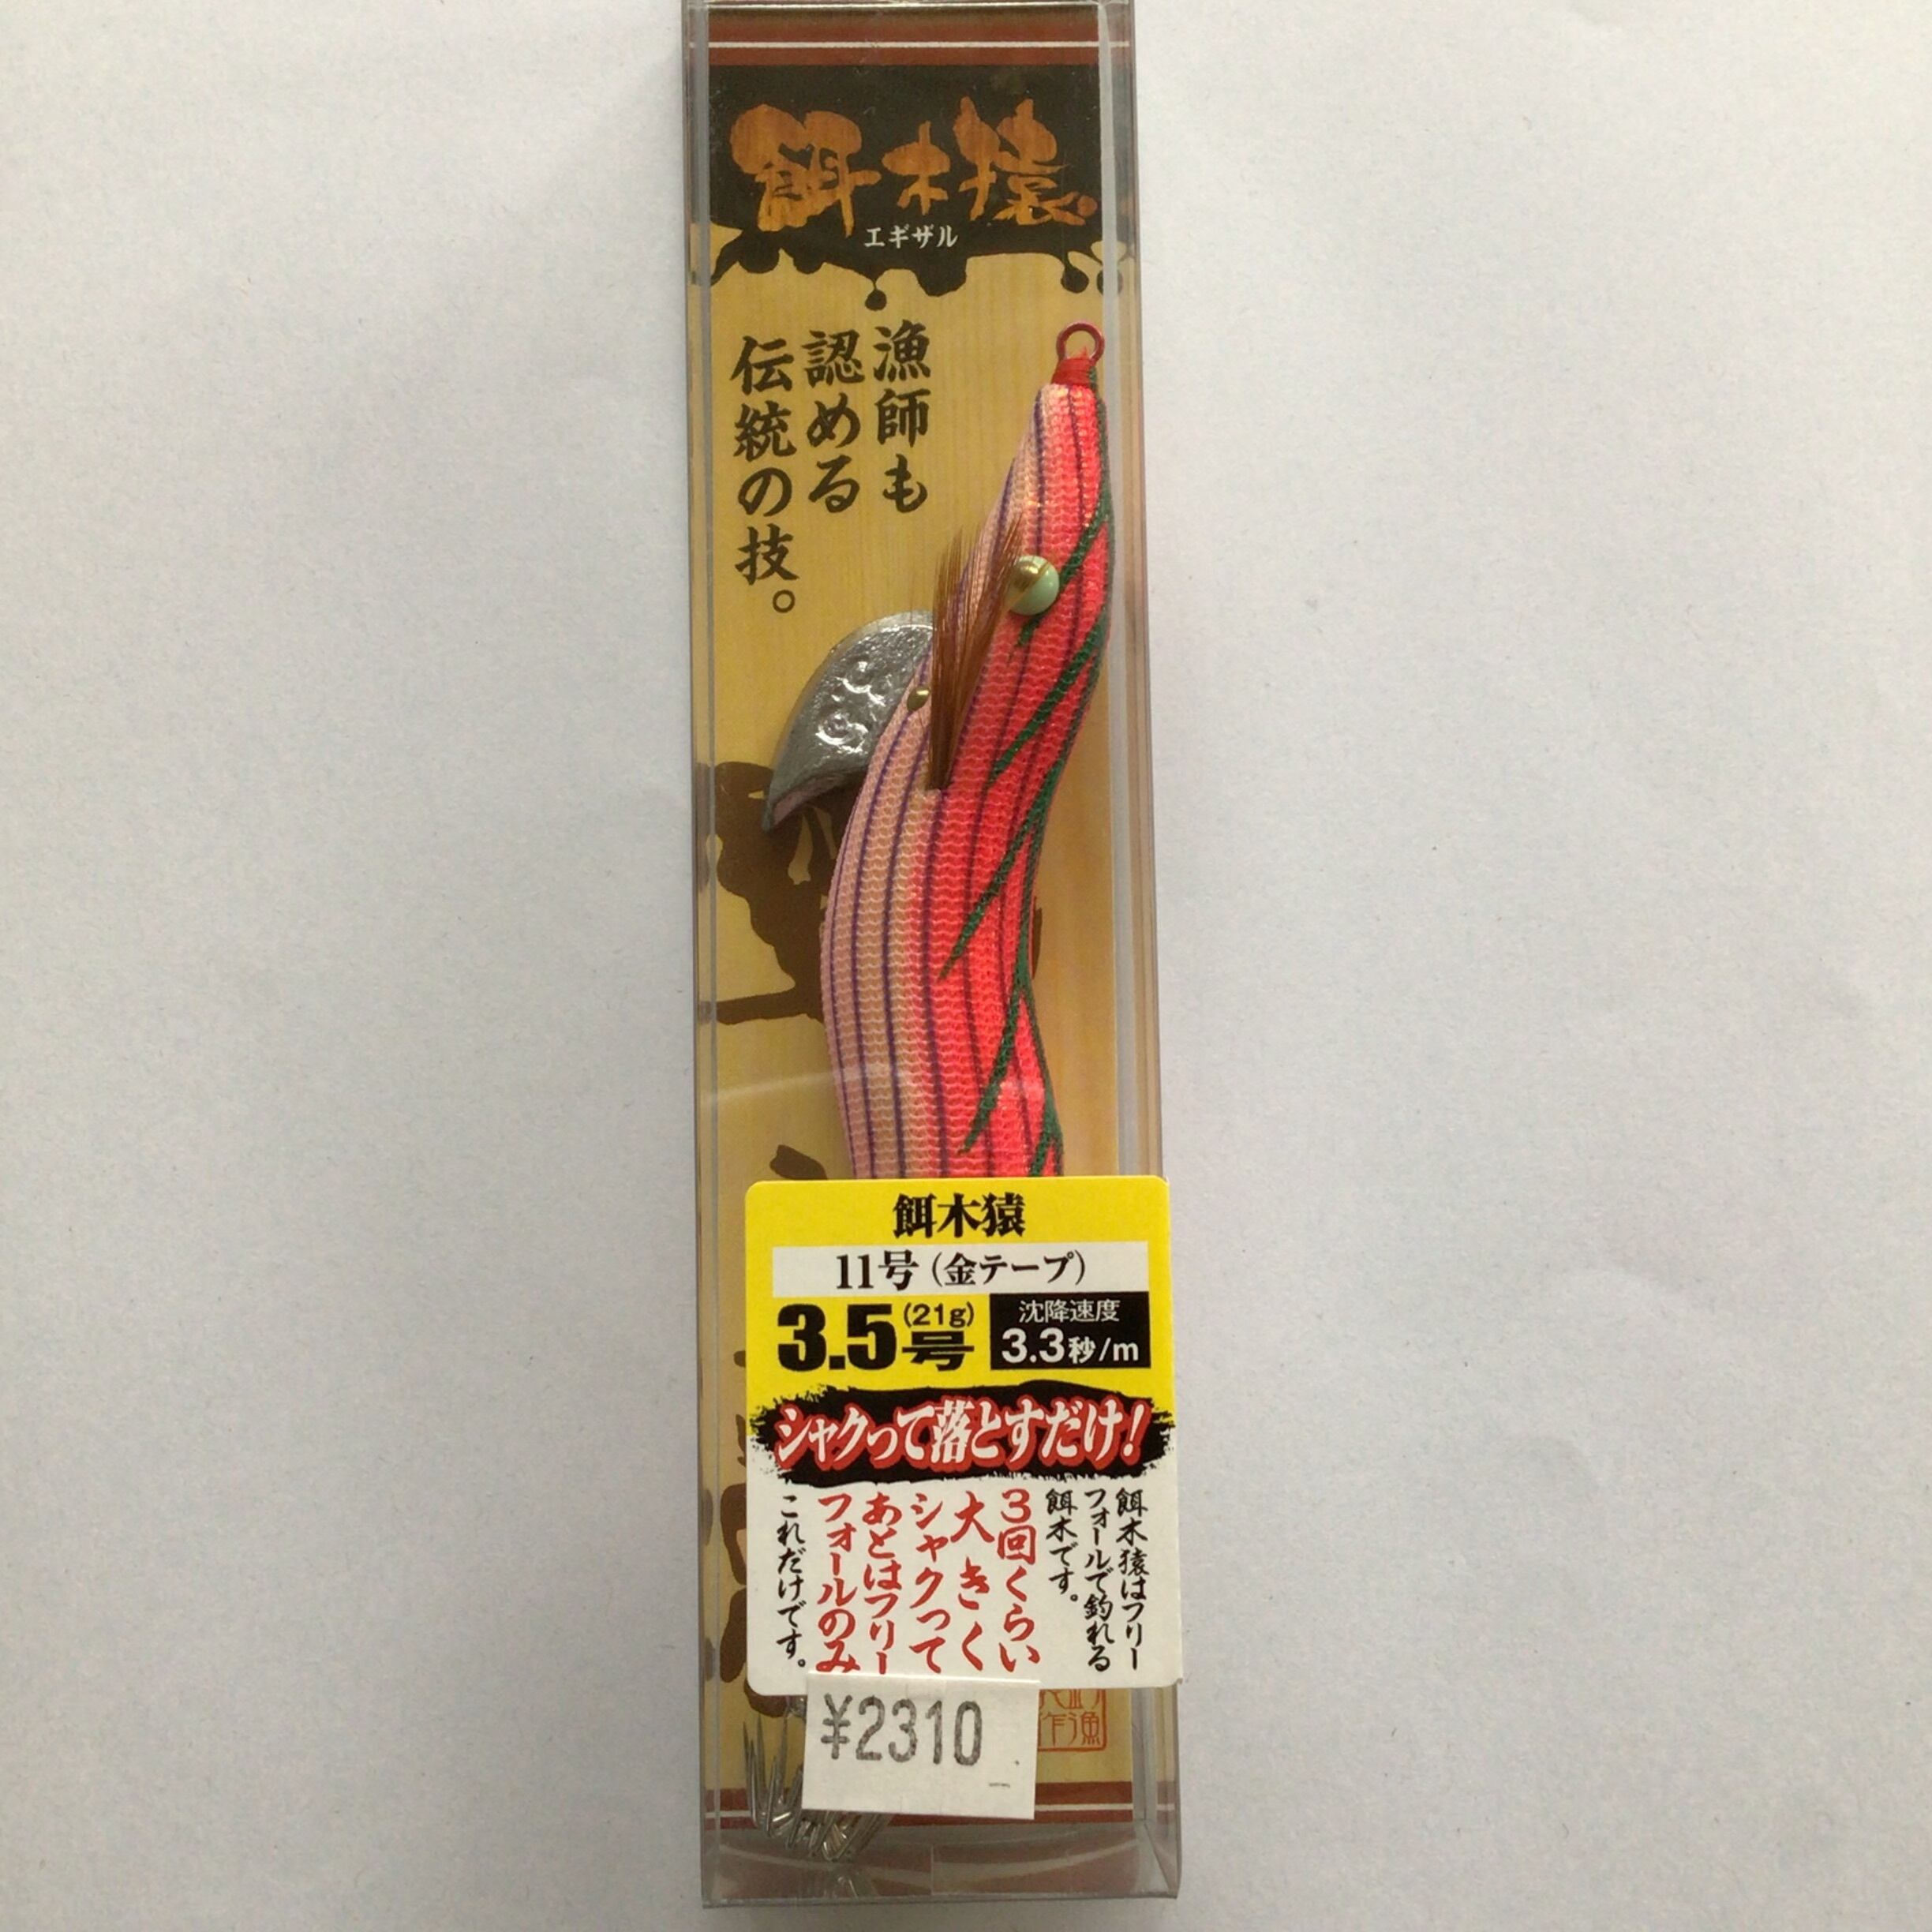 餌木猿
エギザル
漁師も
認める
伝統の技。
餌木猿
11号(金テープ)
3.5号(21g)
沈降速度
3.3秒/m
シャクって落とすだけ!
餌木猿はフリー
フォールで釣れる
餌木です。
3回くらい
大きく
シャクって
あとはフリー
フォールのみ
これだけです。
¥2310